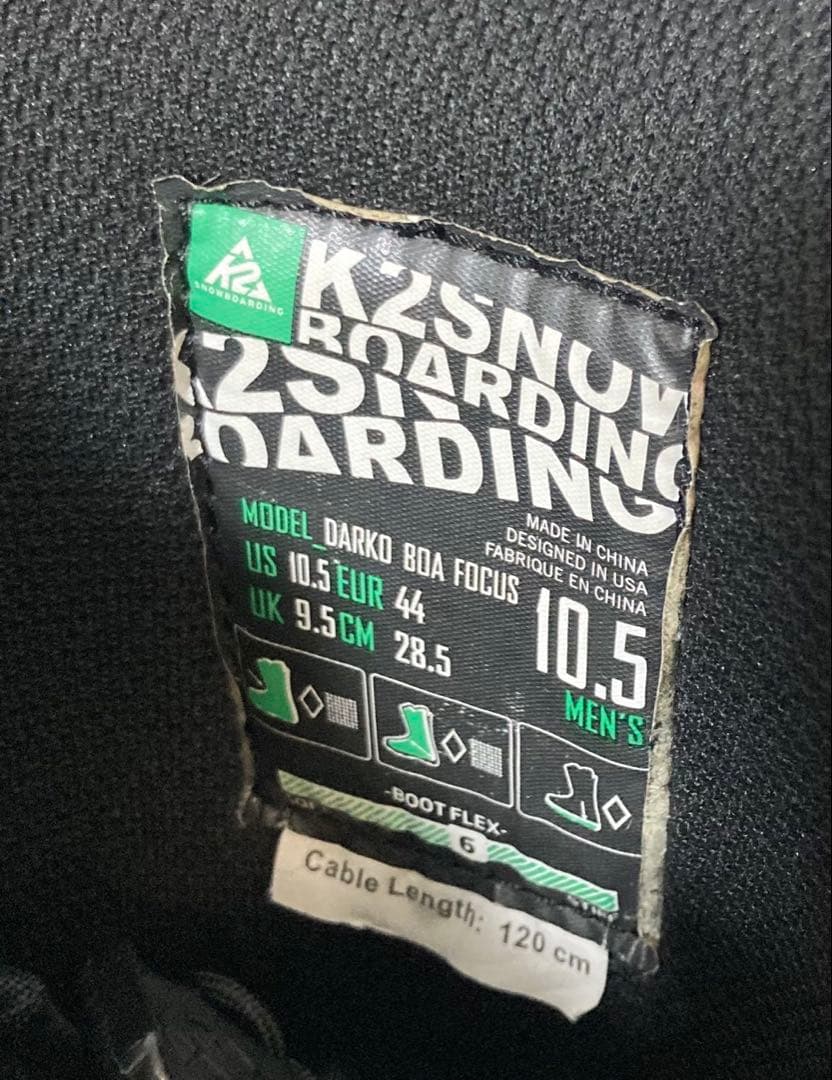 K2
SNOWBOARDING
K2SNOW
BOARDING
K2SN
BOARDING
MADE IN CHINA
DESIGNED IN USA
FABRIQUE EN CHINA
MODEL_DARKO BOA FOCUS
US 10.5 EUR 44
UK 9.5 CM 28.5
10.5
MEN'S
-BOOT FLEX-
6
Cable Length: 120 cm